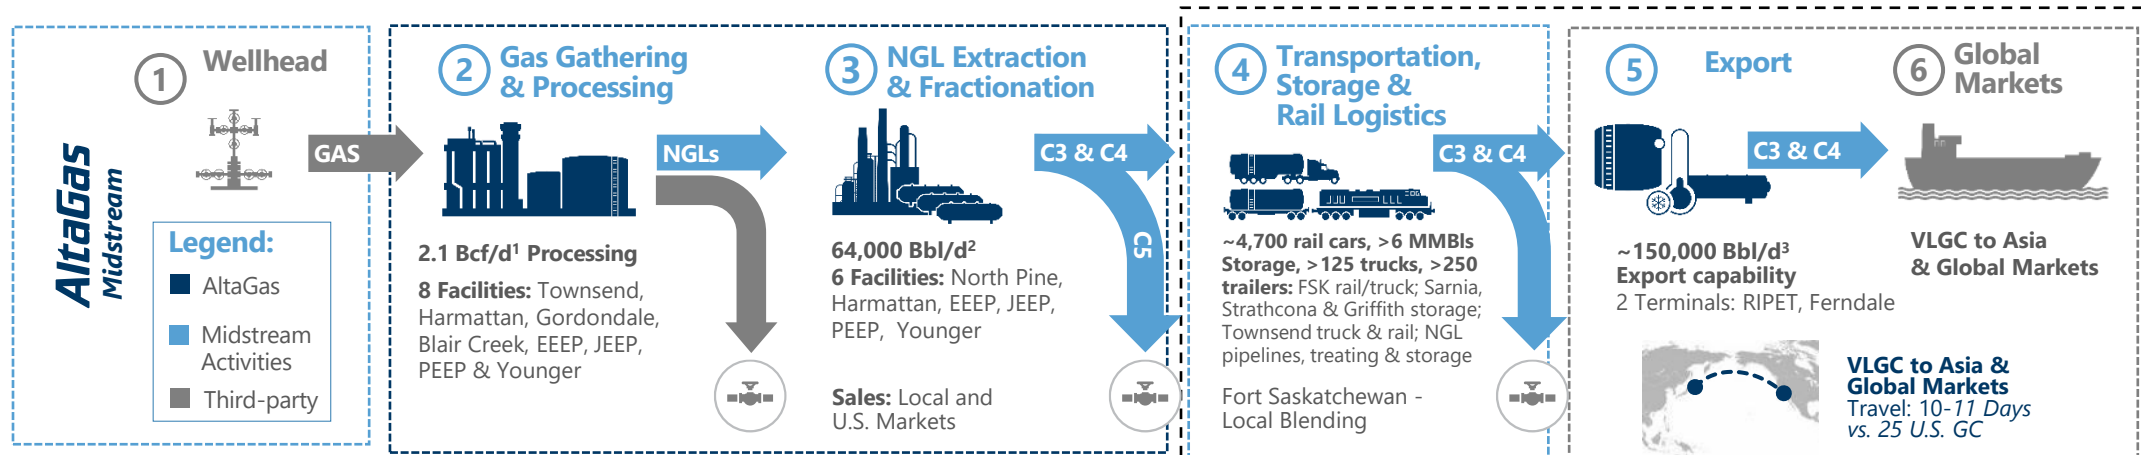 AltaGas
Midstream
1
Wellhead
GAS
Legend:
AltaGas
Midstream
Activities
Third-party
2
Gas Gathering
& Processing
NGLs
2.1 Bcf/d¹ Processing
8 Facilities: Townsend,
Harmattan, Gordondale,
Blair Creek, EEEP, JEEP,
PEEP & Younger
3
NGL Extraction
& Fractionation
C3 & C4
C5
64,000 Bbl/d²
6 Facilities: North Pine,
Harmattan, EEEP, JEEP,
PEEP, Younger
Sales: Local and
U.S. Markets
4
Transportation,
Storage &
Rail Logistics
C3 & C4
~4,700 rail cars, >6 MMBls
Storage, >125 trucks, >250
trailers: FSK rail/truck; Sarnia,
Strathcona & Griffith storage;
Townsend truck & rail; NGL
pipelines, treating & storage
Fort Saskatchewan -
Local Blending
5
Export
C3 & C4
~150,000 Bbl/d³
Export capability
2 Terminals: RIPET, Ferndale
6
Global
Markets
VLGC to Asia
& Global Markets
VLGC to Asia &
Global Markets
Travel: 10-11 Days
vs. 25 U.S. GC